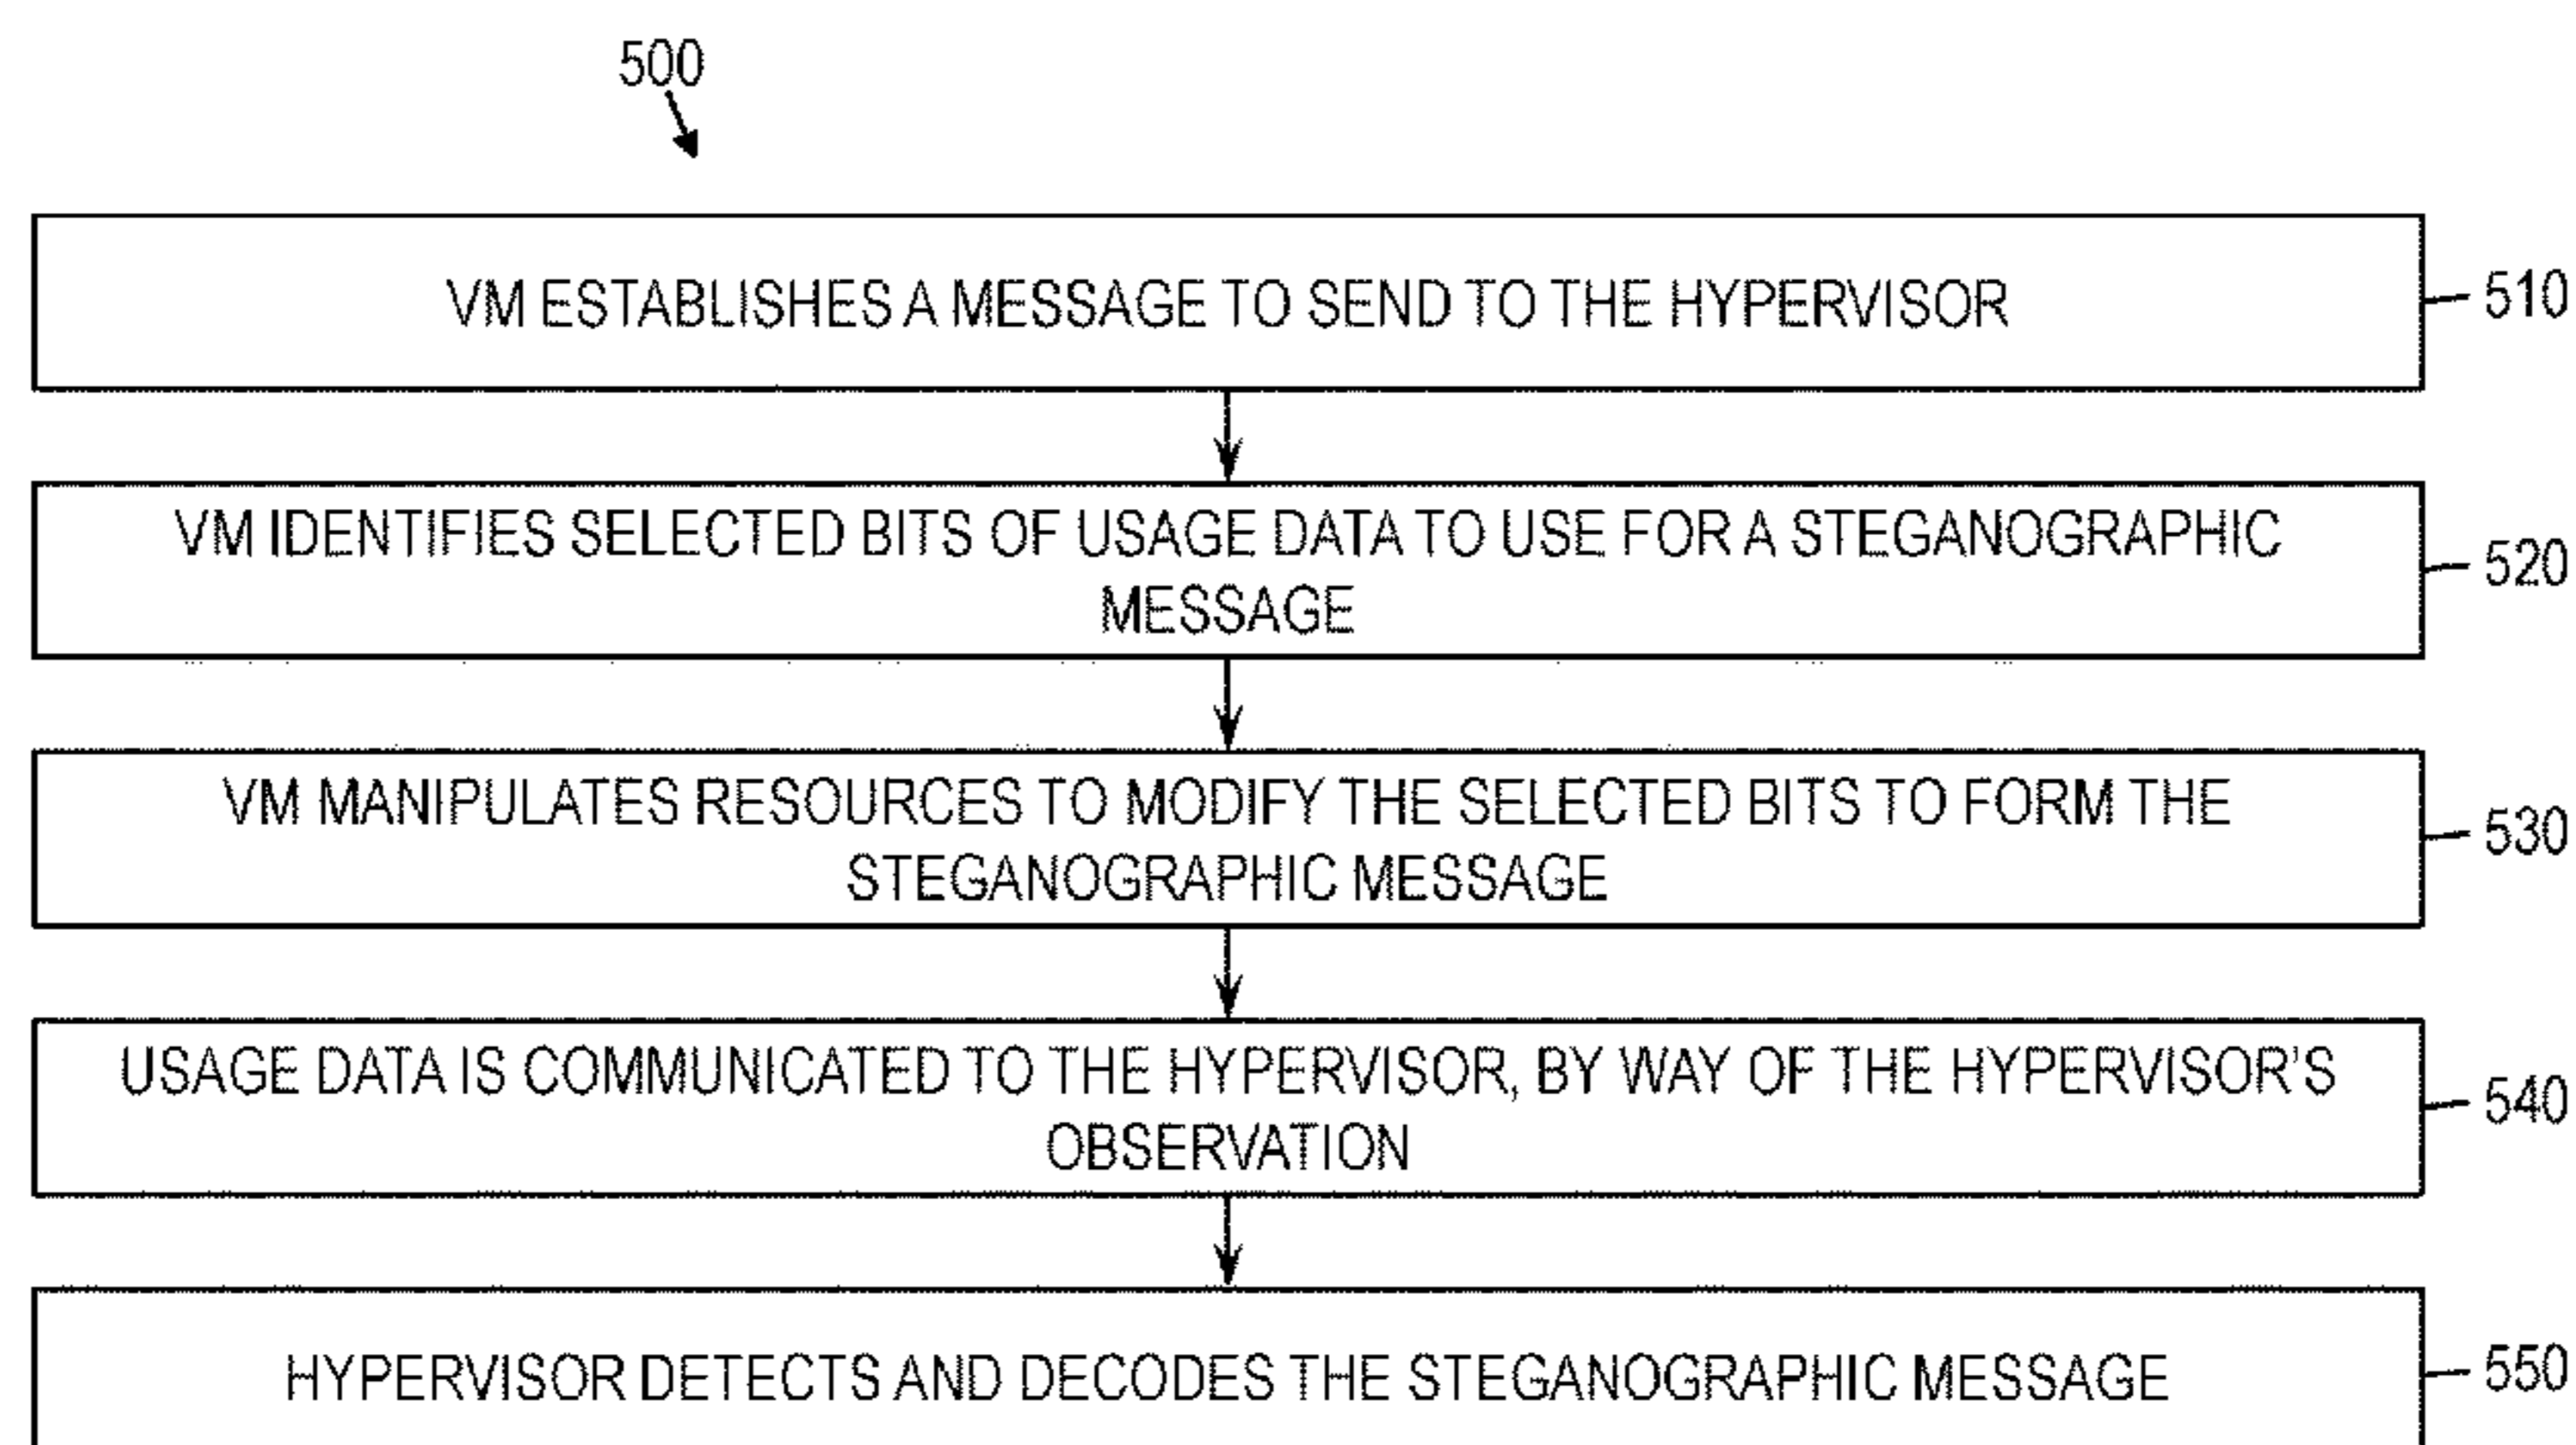 500
VM ESTABLISHES A MESSAGE TO SEND TO THE HYPERVISOR
510
VM IDENTIFIES SELECTED BITS OF USAGE DATA TO USE FOR A STEGANOGRAPHIC
MESSAGE
520
VM MANIPULATES RESOURCES TO MODIFY THE SELECTED BITS TO FORM THE
STEGANOGRAPHIC MESSAGE
530
USAGE DATA IS COMMUNICATED TO THE HYPERVISOR, BY WAY OF THE HYPERVISOR'S
OBSERVATION
540
HYPERVISOR DETECTS AND DECODES THE STEGANOGRAPHIC MESSAGE
550